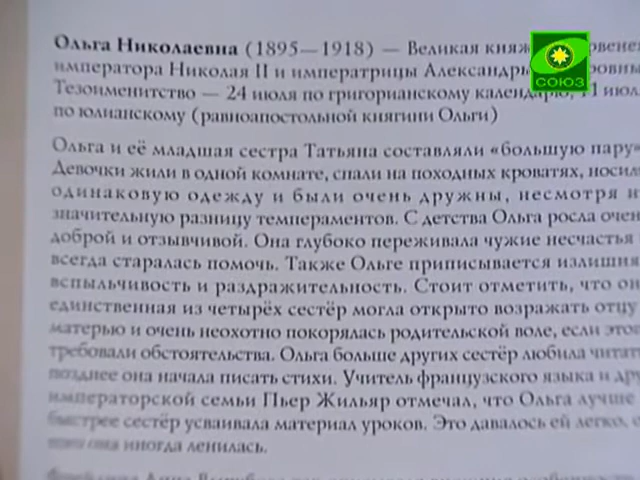 Ольга Николаевна (1895—1918) — Великая
императора Николая II и императрицы
Тезоименитство — 24 июля по григорианскому
по юлианскому (равноапостольной княгини Ольги)
Ольга и её младшая сестра Татьяна составляли «большую пару»
Девочки жили в одной комнате, спали на походных кроватях,
одинаковую одежду и были очень дружны, несмотря
значительную разницу темпераментов. С детства Ольга росла
доброй и отзывчивой. Она глубоко переживала чужие несчастья
всегда старалась помочь. Также Ольге приписывается
вспыльчивость и раздражительность. Стоит отметить, что
единственная из четырёх сестёр могла открыто возражать отцу
матерью и очень неохотно покорялась родительской воле, если
требовали обстоятельства. Ольга больше других сестёр любила
позднее она начала писать стихи. Учитель французского языка и
императорской семьи Пьер Жильяр отмечал, что Ольга лучше
быстрее сестёр усваивала материал уроков. Это давалось ей легко,
она иногда ленилась.
СОЮЗ